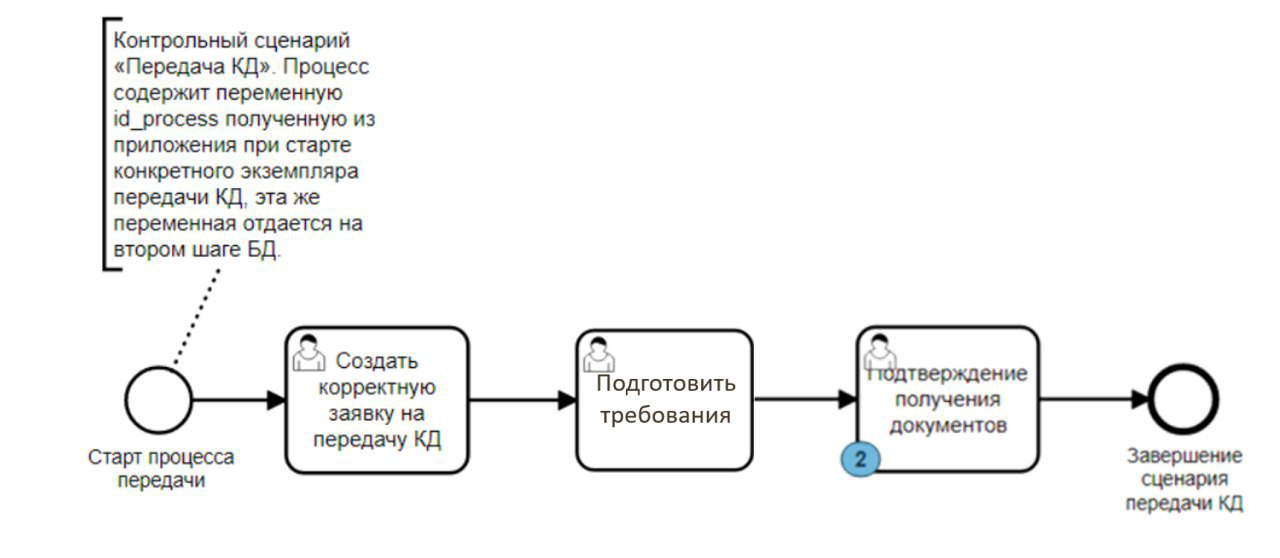 Контрольный сценарий
«Передача КД». Процесс
содержит переменную
id_process полученную из
приложения при старте
конкретного экземпляра
передачи КД, эта же
переменная отдается на
втором шаге БД.
Создать
корректную
заявку на
передачу КД
Подготовить
требования
Подтверждение
получения
документов
2
Старт процесса
передачи
Завершение
сценария
передачи КД